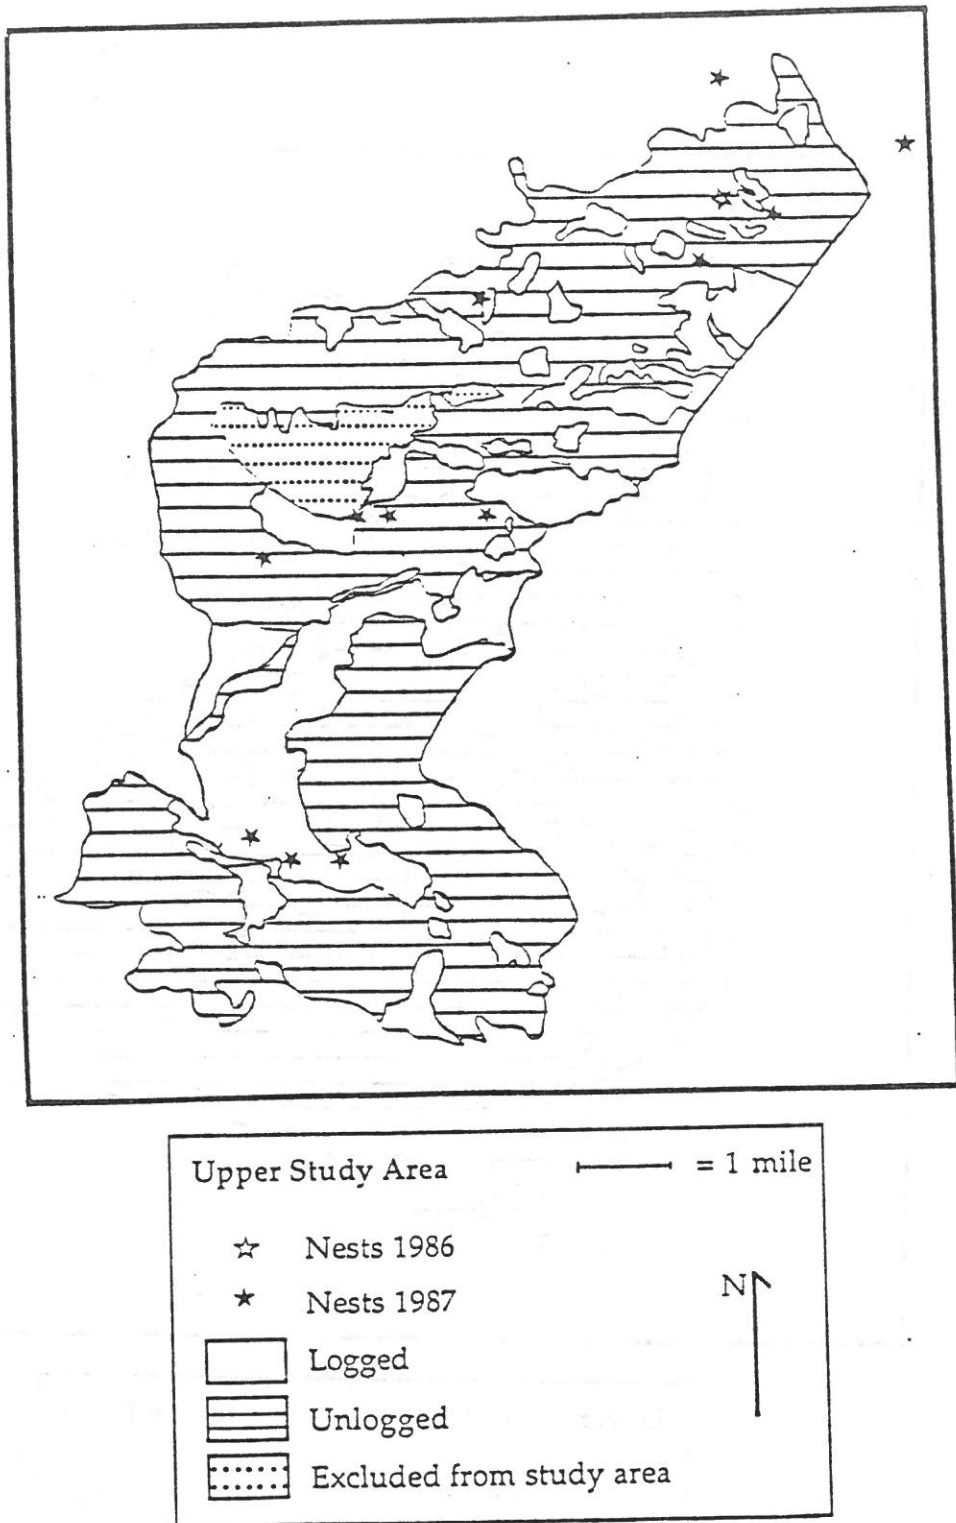 Upper Study Area = 1 mile
Nests 1986
Nests 1987
N
Logged
Unlogged
Excluded from study area